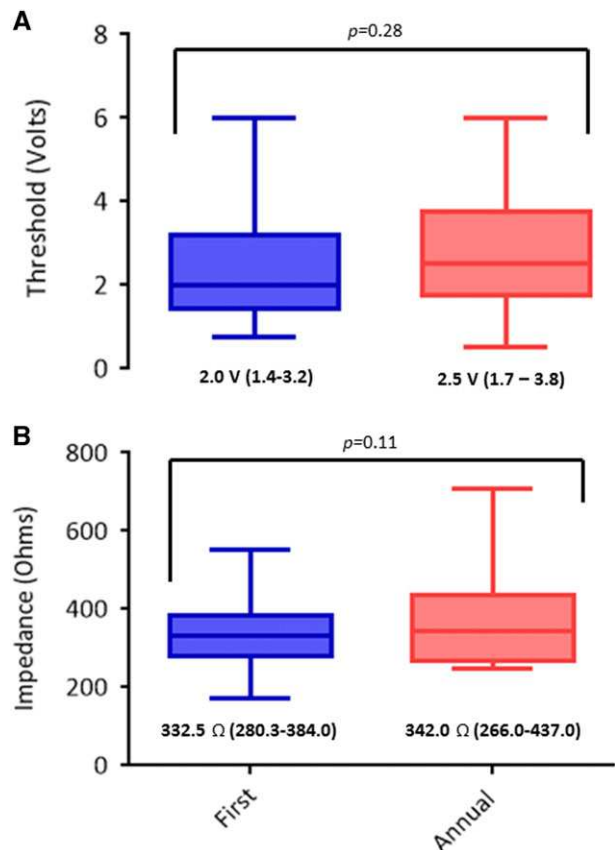 A
p=0.28
Threshold (Volts)
8
6
4
2
0
2.0 V (1.4-3.2)
2.5 V (1.7 – 3.8)
B
p=0.11
Impedance (Ohms)
800
600
400
200
0
332.5 Ω (280.3-384.0)
342.0 Ω (266.0-437.0)
First
Annual